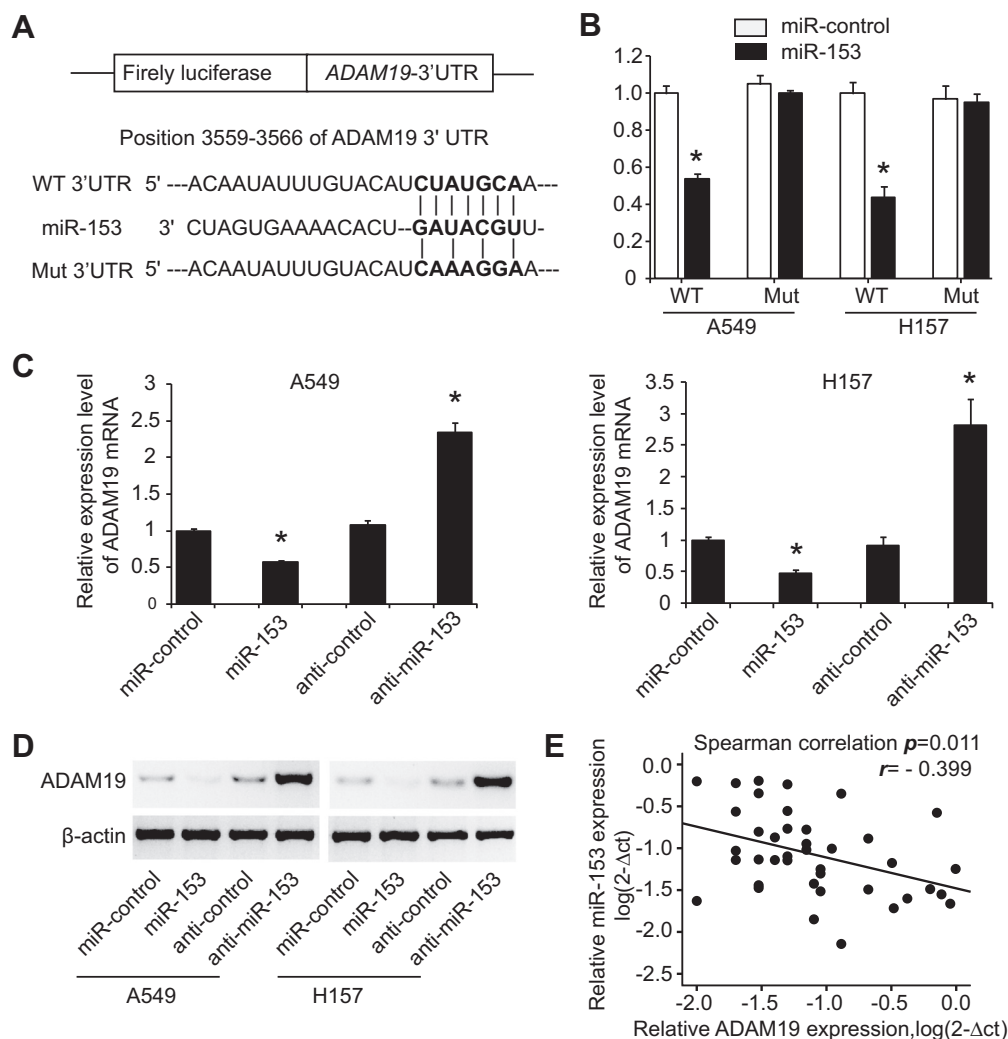 A
Firely luciferase ADAM19-3'UTR
Position 3559-3566 of ADAM19 3' UTR
WT 3'UTR 5' ---ACAAUAUUUGUACAUCUAUGCAA---
miR-153 3' CUAGUGAAAACACU--GAUACGUU-
Mut 3'UTR 5' ---ACAAUAUUUGUACAUCAAAGGAA---
B
miR-control
miR-153
1.2
1.0
0.8
0.6
0.4
0.2
0
* *
WT Mut WT Mut
A549 H157
C
A549
Relative expression level
of ADAM19 mRNA
3
2.5
2
1.5
1
0.5
0
* *
miR-control miR-153 anti-control anti-miR-153
H157
Relative expression level
of ADAM19 mRNA
3.5
3
2.5
2
1.5
1
0.5
0
* *
miR-control miR-153 anti-control anti-miR-153
D
ADAM19
β-actin
miR-control miR-153 anti-control anti-miR-153 miR-control miR-153 anti-control anti-miR-153
A549 H157
E
Spearman correlation p=0.011
r= - 0.399
Relative miR-153 expression
log(2-Δct)
0.0
-0.5
-1.0
-1.5
-2.0
-2.5
-2.0 -1.5 -1.0 -0.5 0.0
Relative ADAM19 expression,log(2-Δct)